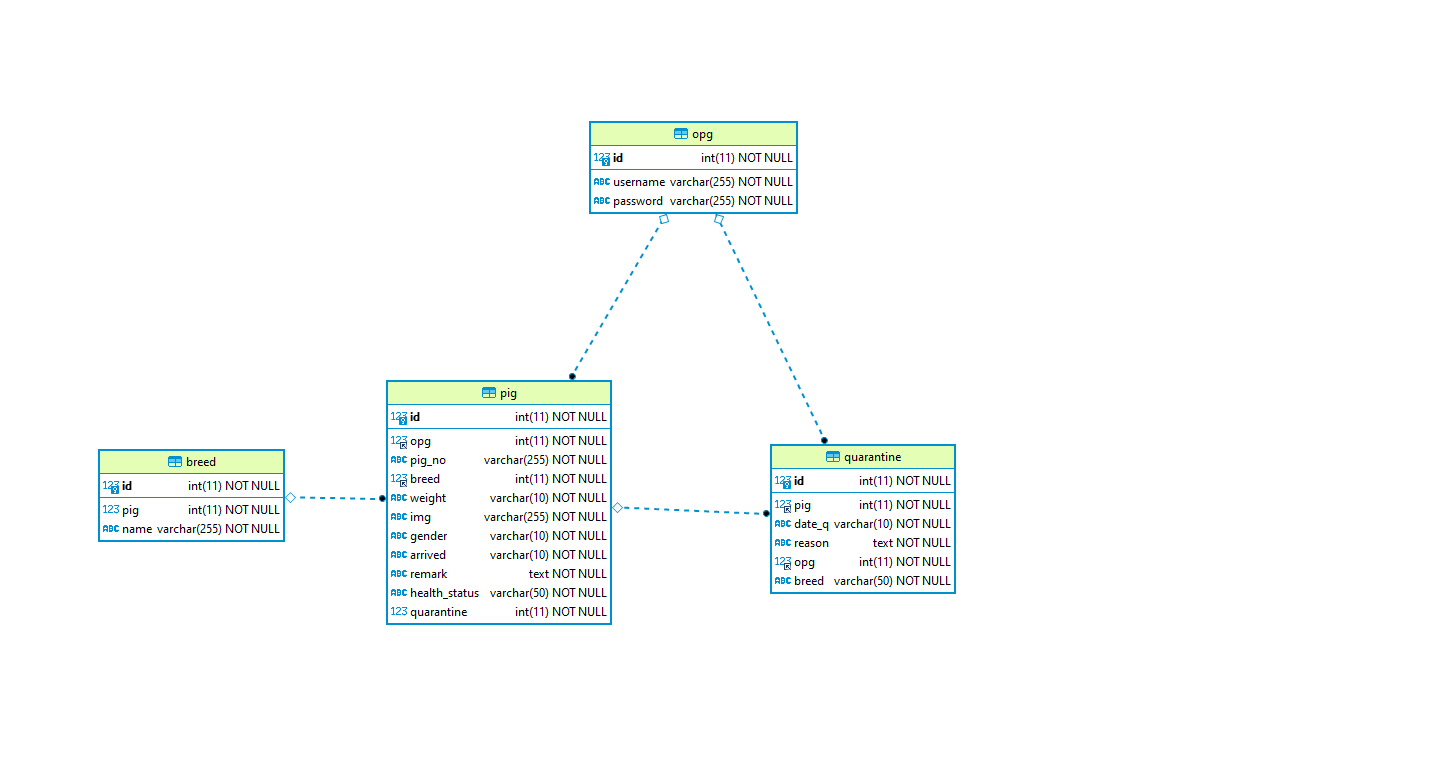 opg
123 id int(11) NOT NULL
ABC username varchar(255) NOT NULL
ABC password varchar(255) NOT NULL
pig
123 id int(11) NOT NULL
123 opg int(11) NOT NULL
ABC pig_no varchar(255) NOT NULL
123 breed int(11) NOT NULL
ABC weight varchar(10) NOT NULL
ABC img varchar(255) NOT NULL
ABC gender varchar(10) NOT NULL
ABC arrived varchar(10) NOT NULL
ABC remark text NOT NULL
ABC health_status varchar(50) NOT NULL
123 quarantine int(11) NOT NULL
breed
123 id int(11) NOT NULL
123 pig int(11) NOT NULL
ABC name varchar(255) NOT NULL
quarantine
123 id int(11) NOT NULL
123 pig int(11) NOT NULL
ABC date_q varchar(10) NOT NULL
ABC reason text NOT NULL
123 opg int(11) NOT NULL
ABC breed varchar(50) NOT NULL